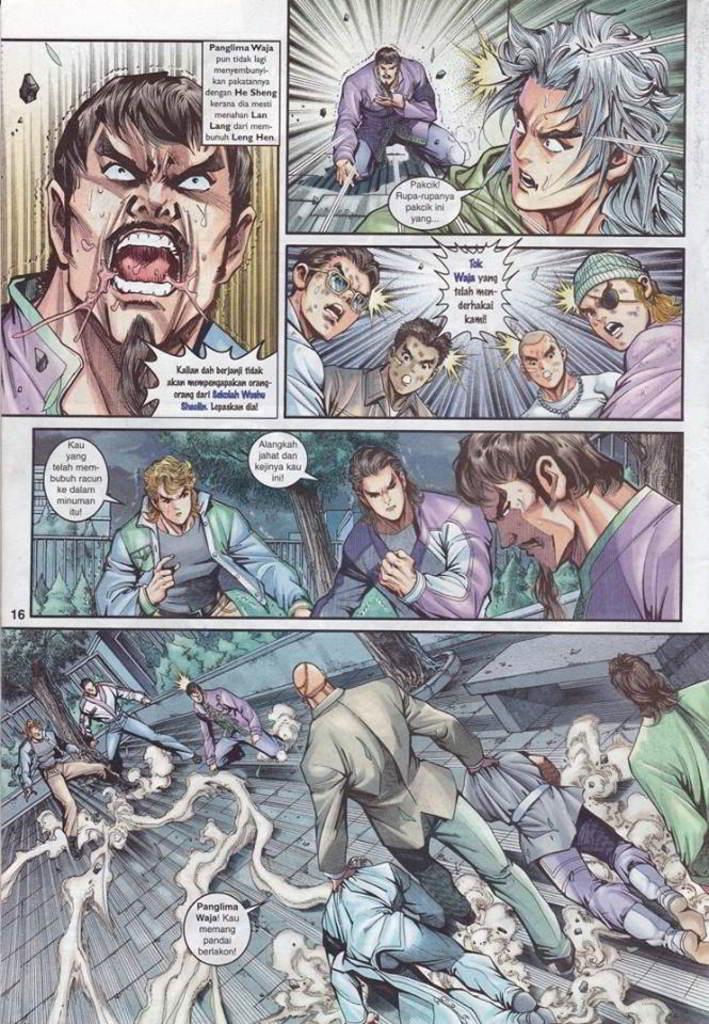 Panglima Waja
pun tidak lagi
menyembunyi-
kan pakatannya
dengan He Sheng
kerana dia mesti
menahan Lan
Lang dari mem-
bunuh Leng Hen.
Kalian dah berjanji
tidak akan mempengapakan orang-
orang dari Sekolah Wushu
Shaolin. Lepaskan dia!
Pakcik!
Rupa-rupanya
pakcik ini
yang...
Tok
Waja yang
telah men-
derhakai
kami!
Kau
yang
telah mem-
bubuh racun
ke dalam
minuman
itu!
Alangkah
jahat dan
kejinya kau
ini!
16
Panglima
Waja! Kau
memang
pandai
berlakon!